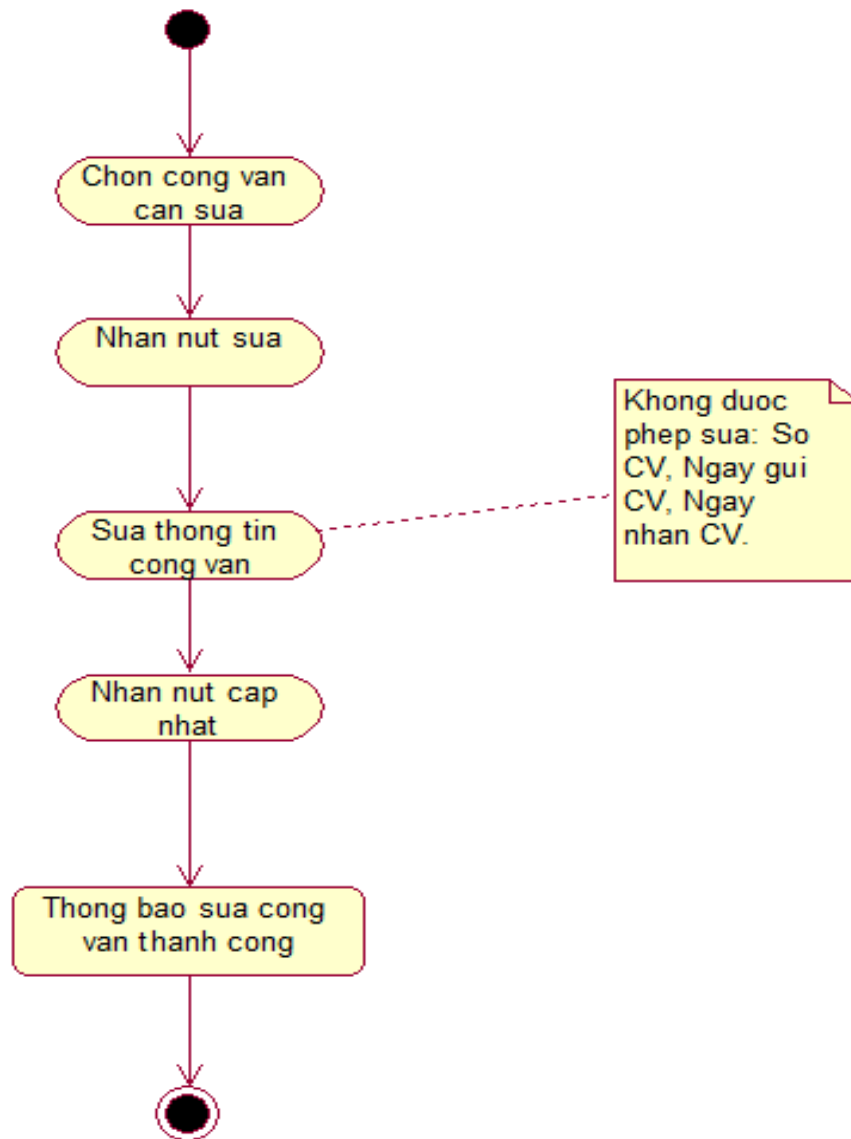 Chon cong van
can sua
Nhan nut sua
Sua thong tin
cong van
Khong duoc
phep sua: So
CV, Ngay gui
CV, Ngay
nhan CV.
Nhan nut cap
nhat
Thong bao sua cong
van thanh cong